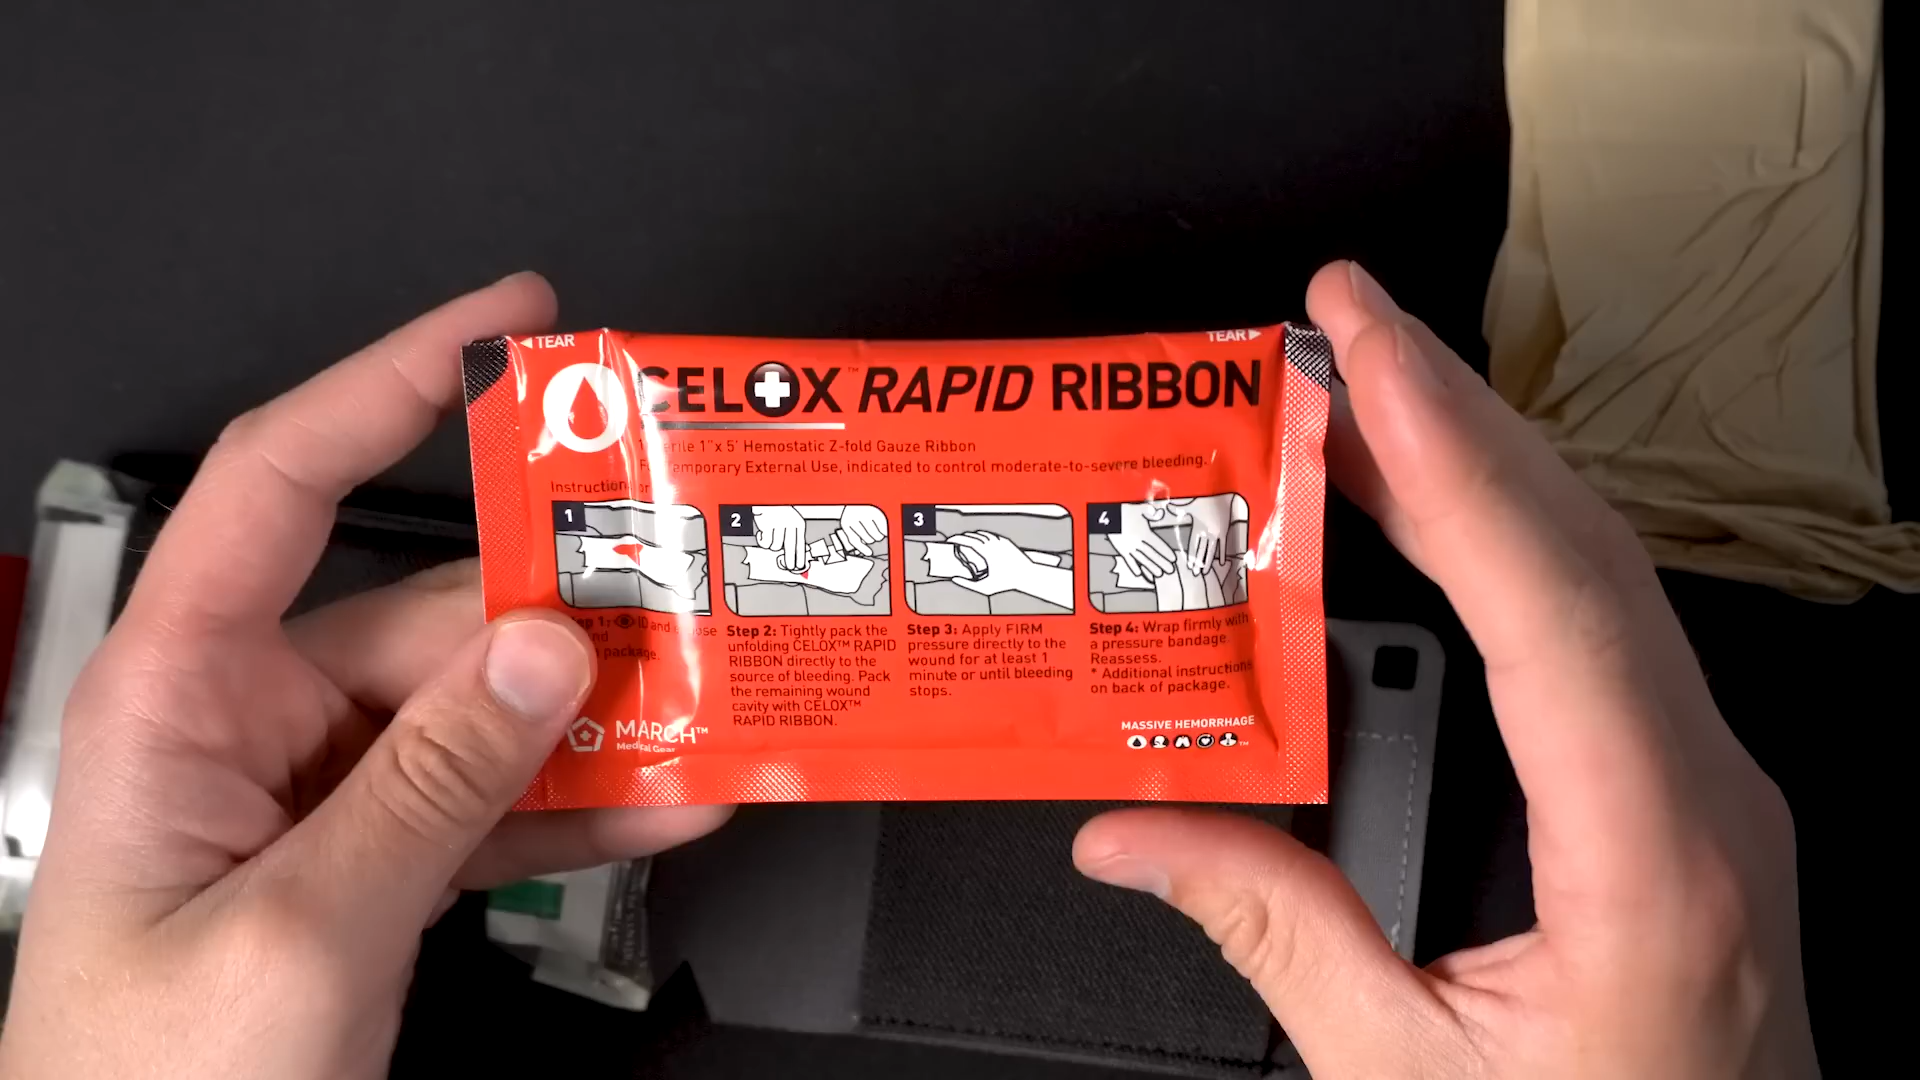 TEAR
TEAR
CELOX™ RAPID RIBBON
1" x 5' Hemostatic Z-fold Gauze Ribbon
Temporary External Use, indicated to control moderate-to-severe bleeding.
1
2
3
4
1: ID and
package.
Step 2: Tightly pack the
unfolding CELOX™ RAPID
RIBBON directly to the
source of bleeding. Pack
the remaining wound
cavity with CELOX™
RAPID RIBBON.
Step 3: Apply FIRM
pressure directly to the
wound for at least 1
minute or until bleeding
stops.
Step 4: Wrap firmly with
a pressure bandage.
Reassess.
* Additional instructions
on back of package.
MARCH™
Medical Gear
MASSIVE HEMORRHAGE